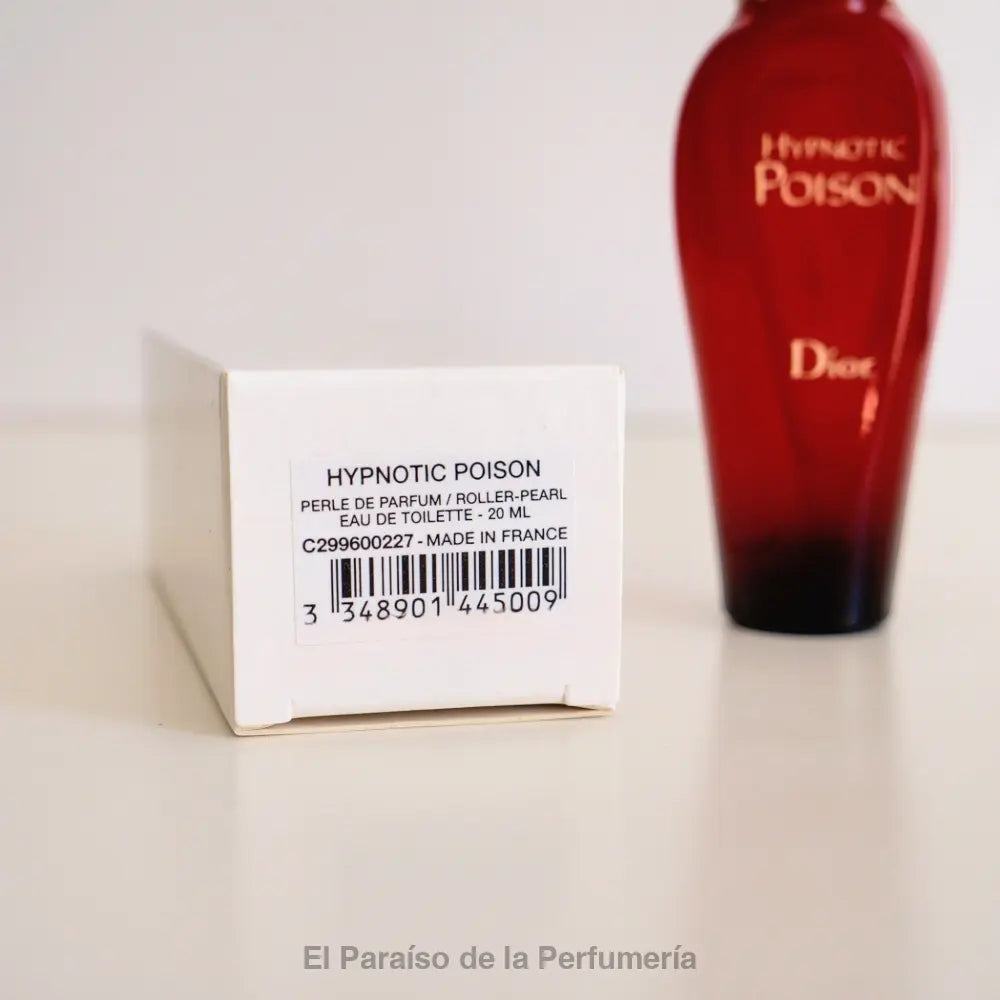 HYPNOTIC
POISON
Dior
HYPNOTIC POISON
PERLE DE PARFUM / ROLLER-PEARL
EAU DE TOILETTE - 20 ML
C299600227 - MADE IN FRANCE
3 348901 445009
El Paraíso de la Perfumería